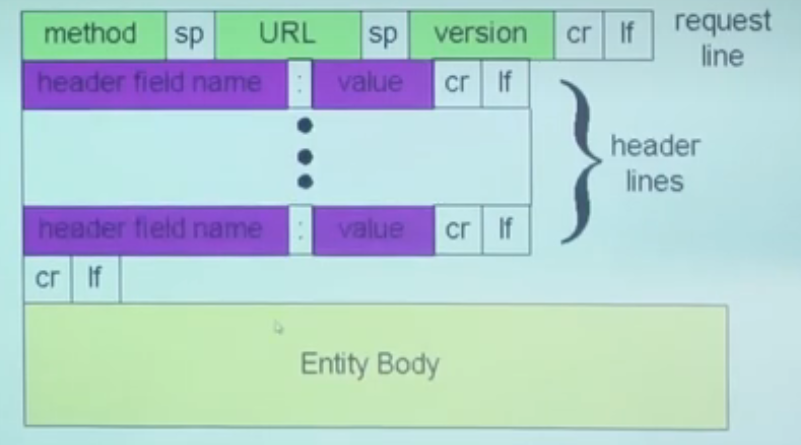 method sp URL sp version cr lf request line
header field name : value cr lf
header lines
header field name : value cr lf
cr lf
Entity Body